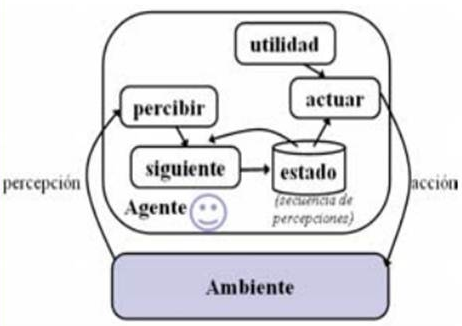 utilidad
percibir
actuar
siguiente
estado
percepción
acción
(secuencia de
percepciones)
Agente
Ambiente